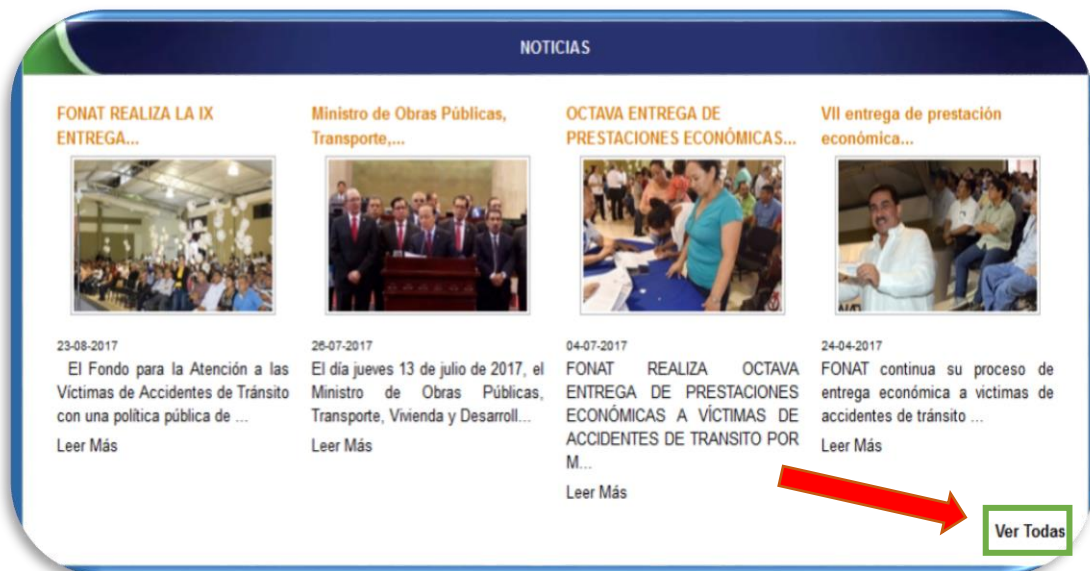 NOTICIAS
FONAT REALIZA LA IX
ENTREGA...
23-08-2017
El Fondo para la Atención a las
Víctimas de Accidentes de Tránsito
con una política pública de ...
Leer Más
Ministro de Obras Públicas,
Transporte,...
26-07-2017
El día jueves 13 de julio de 2017, el
Ministro de Obras Públicas,
Transporte, Vivienda y Desarroll...
Leer Más
OCTAVA ENTREGA DE
PRESTACIONES ECONÓMICAS...
04-07-2017
FONAT REALIZA OCTAVA
ENTREGA DE PRESTACIONES
ECONÓMICAS A VÍCTIMAS DE
ACCIDENTES DE TRANSITO POR
M...
Leer Más
VII entrega de prestación
económica...
24-04-2017
FONAT continua su proceso de
entrega económica a victimas de
accidentes de tránsito ...
Leer Más
Ver Todas